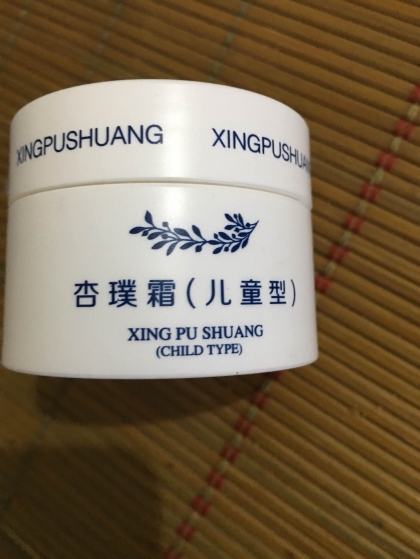 XINGPUSHUANG XINGPUSHUANG
杏璞霜(儿童型)
XING PU SHUANG
(CHILD TYPE)